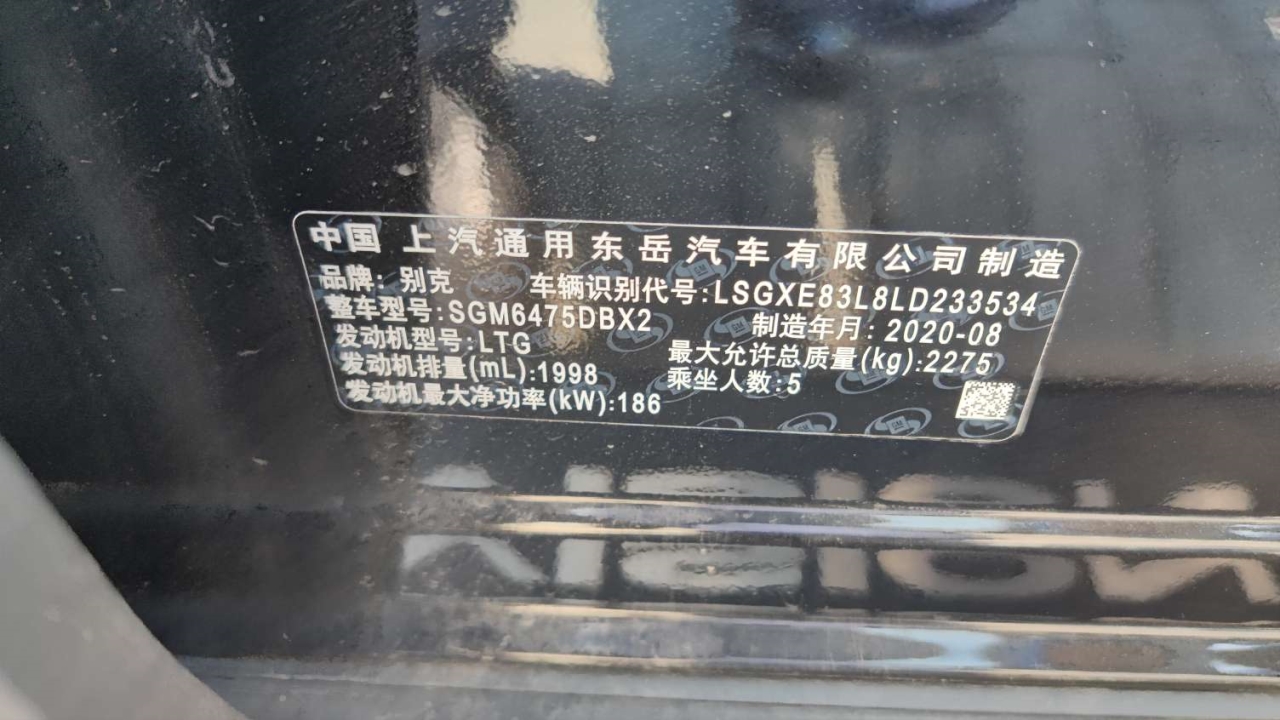 中国上汽通用东岳汽车有限公司制造
品牌: 别克 车辆识别代号:LSGXE83L8LD233534
整车型号:SGM6475DBX2 制造年月: 2020-08
发动机型号:LTG 最大允许总质量(kg):2275
发动机排量(mL):1998 乘坐人数:5
发动机最大净功率(kW):186